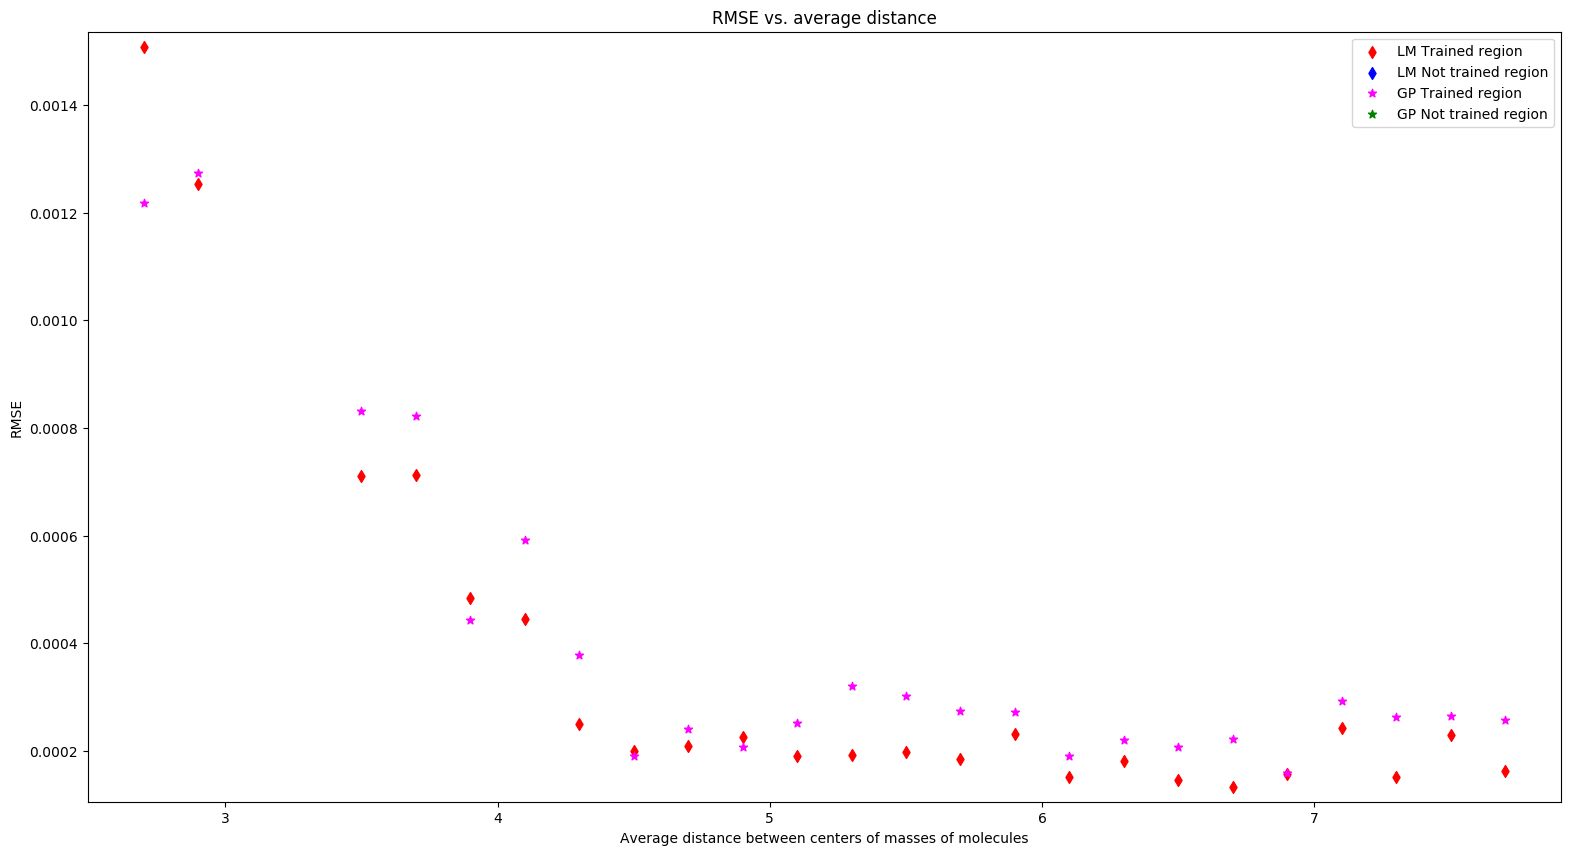 RMSE vs. average distance
LM Trained region
LM Not trained region
GP Trained region
GP Not trained region
0.0014
0.0012
0.0010
0.0008
0.0006
0.0004
0.0002
RMSE
3 4 5 6 7
Average distance between centers of masses of molecules